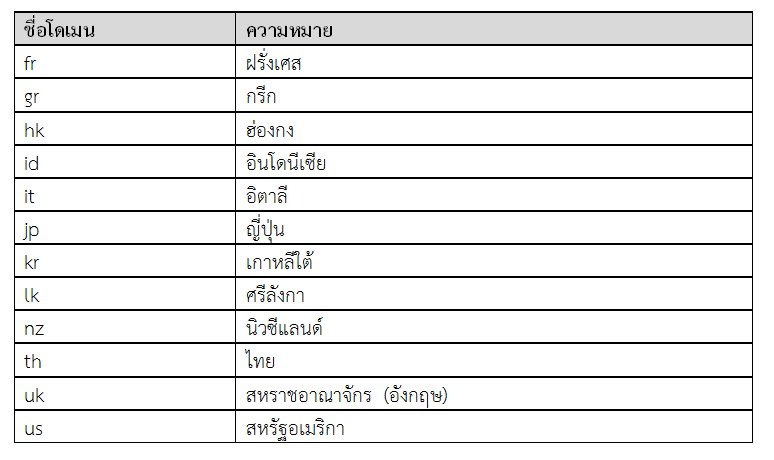 ชื่อโดเมน ความหมาย
fr ฝรั่งเศส
gr กรีก
hk ฮ่องกง
id อินโดนีเซีย
it อิตาลี
jp ญี่ปุ่น
kr เกาหลีใต้
lk ศรีลังกา
nz นิวซีแลนด์
th ไทย
uk สหราชอาณาจักร (อังกฤษ)
us สหรัฐอเมริกา